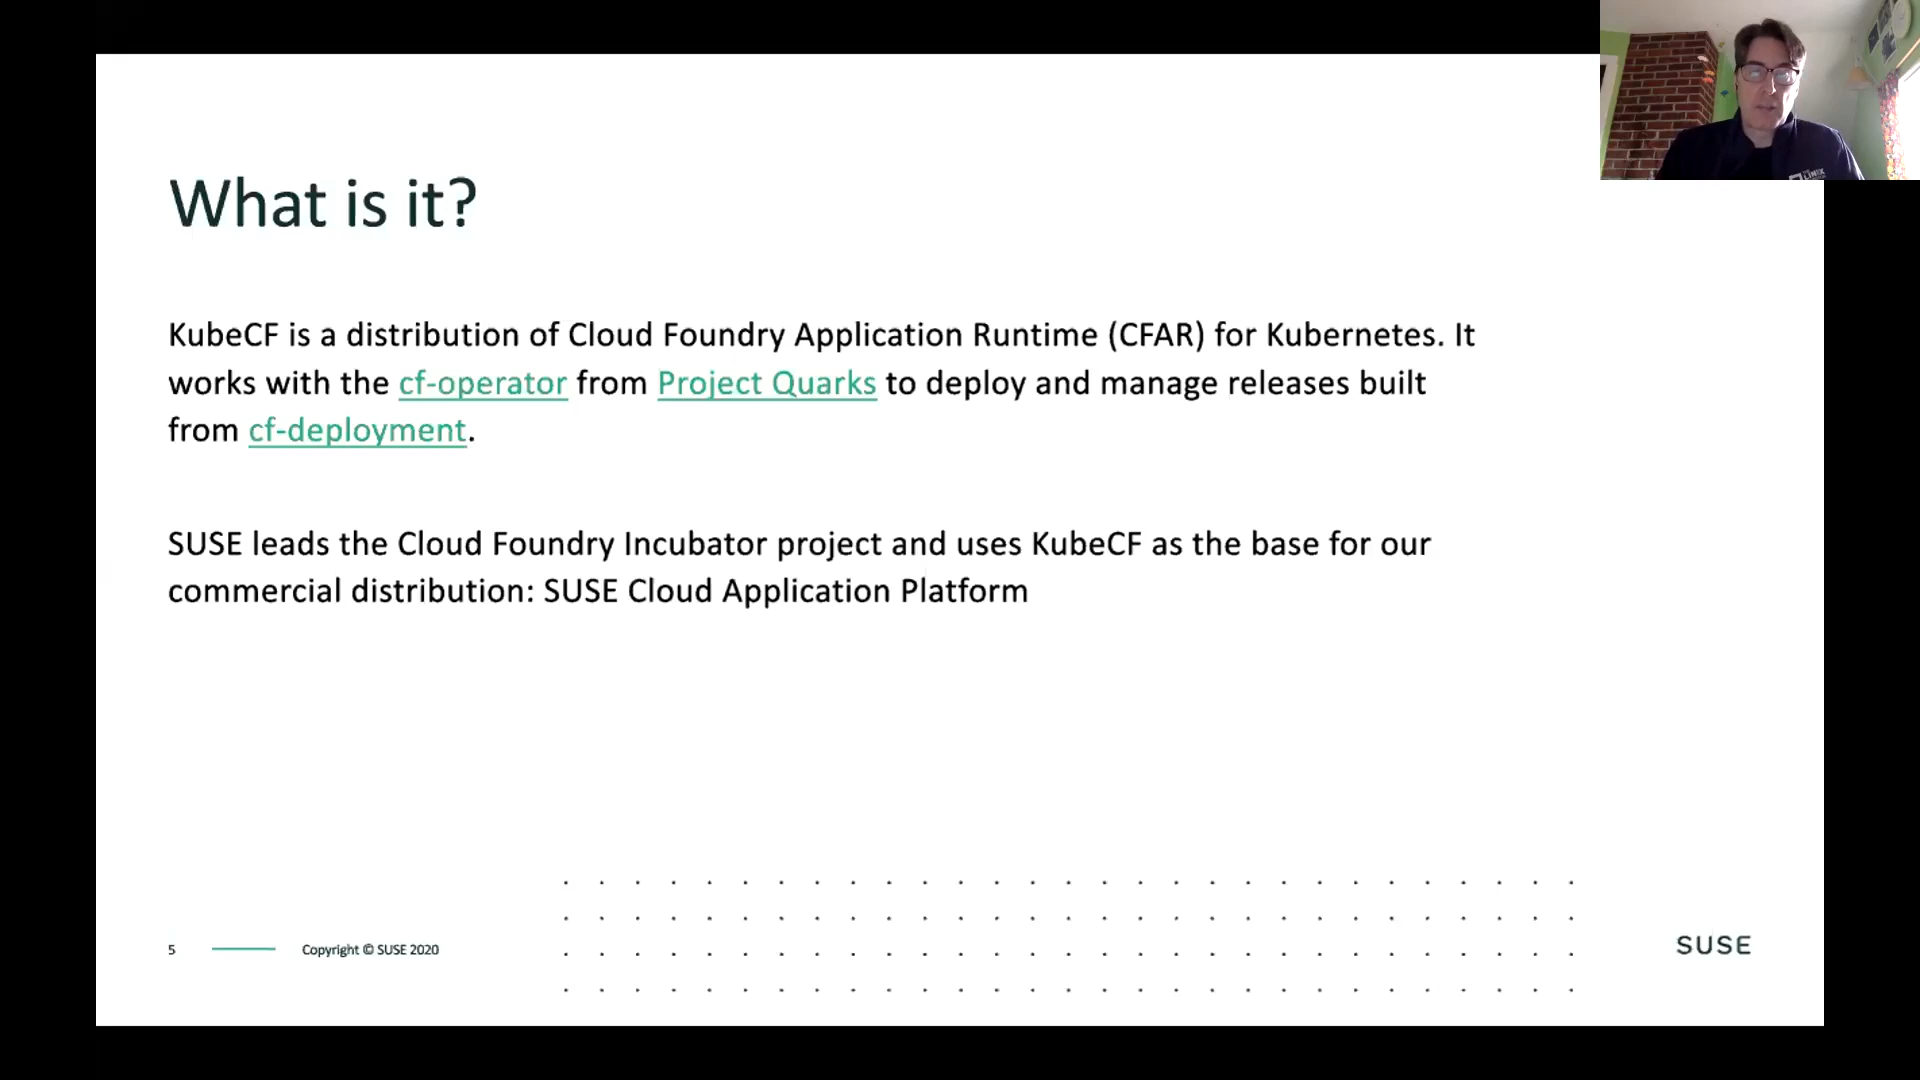 What is it?
KubeCF is a distribution of Cloud Foundry Application Runtime (CFAR) for Kubernetes. It
works with the cf-operator from Project Quarks to deploy and manage releases built
from cf-deployment.
SUSE leads the Cloud Foundry Incubator project and uses KubeCF as the base for our
commercial distribution: SUSE Cloud Application Platform
5
Copyright © SUSE 2020
SUSE